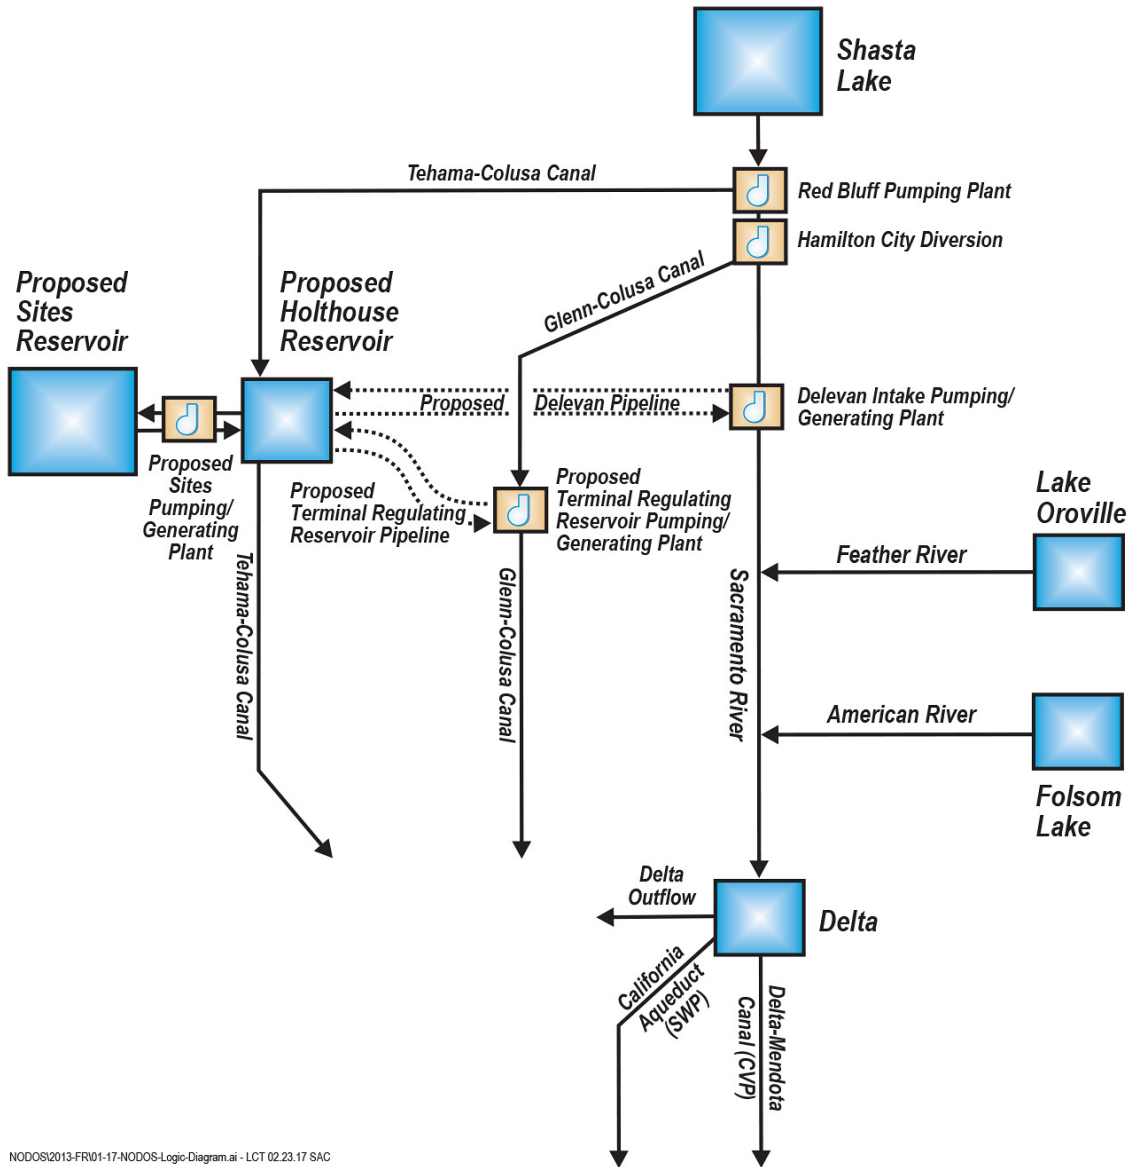 Shasta
Lake
Tehama-Colusa Canal
Red Bluff Pumping Plant
Hamilton City Diversion
Glenn-Colusa Canal
Proposed
Sites
Reservoir
Proposed
Holthouse
Reservoir
Proposed Delevan Pipeline
Delevan Intake Pumping/
Generating Plant
Proposed
Sites
Pumping/
Generating
Plant
Proposed
Terminal Regulating
Reservoir Pipeline
Proposed
Terminal Regulating
Reservoir Pumping/
Generating Plant
Lake
Oroville
Feather River
Tehama-Colusa Canal
Glenn-Colusa Canal
Sacramento River
American River
Folsom
Lake
Delta
Outflow
Delta
California
Aqueduct
(SWP)
Delta-Mendota
Canal (CVP)
NODOS\2013-FR\01-17-NODOS-Logic-Diagram.ai - LCT 02.23.17 SAC